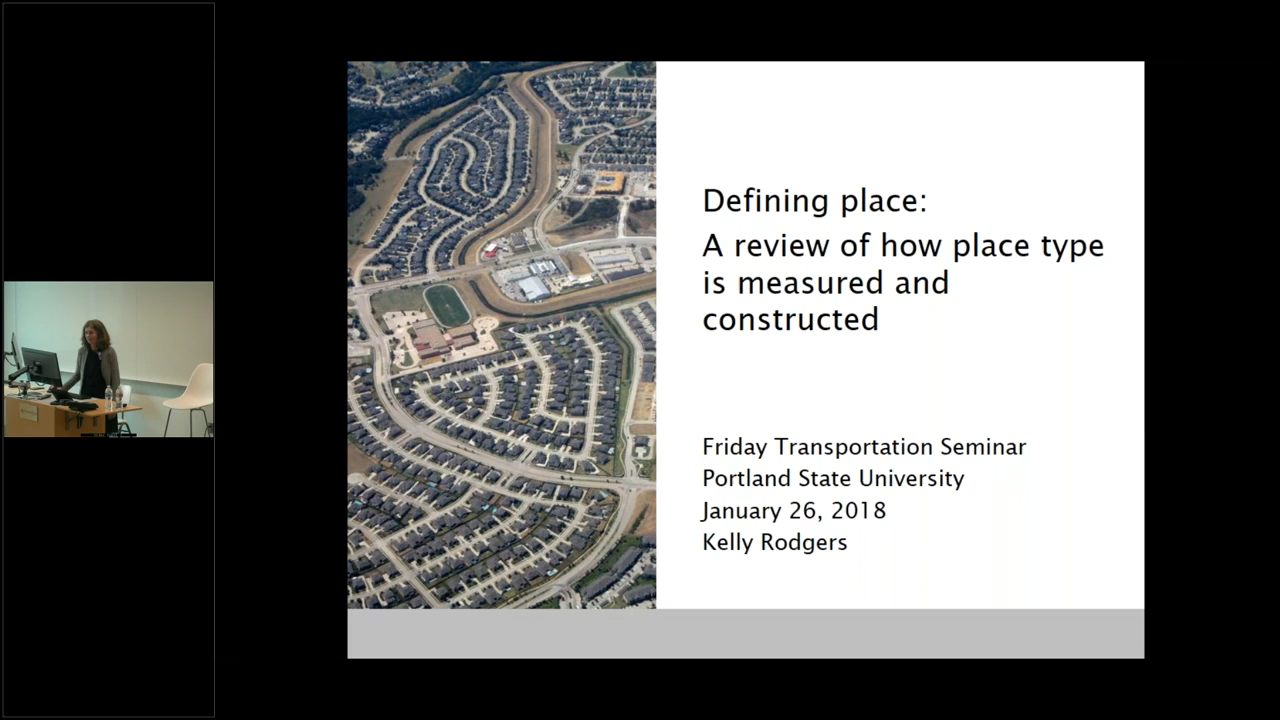 Defining place:
A review of how place type
is measured and
constructed
Friday Transportation Seminar
Portland State University
January 26, 2018
Kelly Rodgers